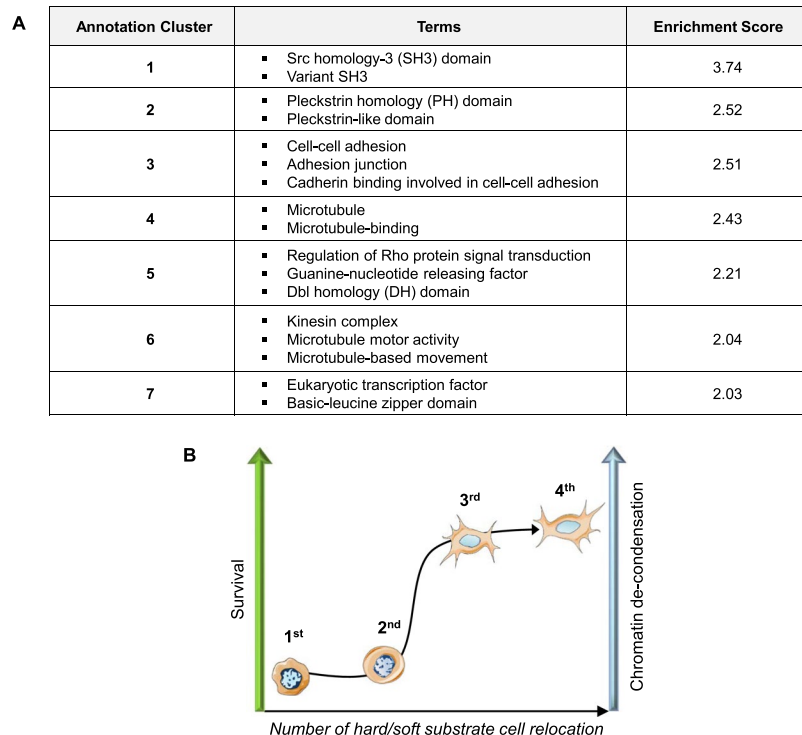 A
Annotation Cluster Terms Enrichment Score
1
▪ Src homology-3 (SH3) domain
▪ Variant SH3
3.74
2
▪ Pleckstrin homology (PH) domain
▪ Pleckstrin-like domain
2.52
3
▪ Cell-cell adhesion
▪ Adhesion junction
▪ Cadherin binding involved in cell-cell adhesion
2.51
4
▪ Microtubule
▪ Microtubule-binding
2.43
5
▪ Regulation of Rho protein signal transduction
▪ Guanine-nucleotide releasing factor
▪ Dbl homology (DH) domain
2.21
6
▪ Kinesin complex
▪ Microtubule motor activity
▪ Microtubule-based movement
2.04
7
▪ Eukaryotic transcription factor
▪ Basic-leucine zipper domain
2.03
B
Survival
1st
2nd
3rd
4th
Chromatin de-condensation
Number of hard/soft substrate cell relocation